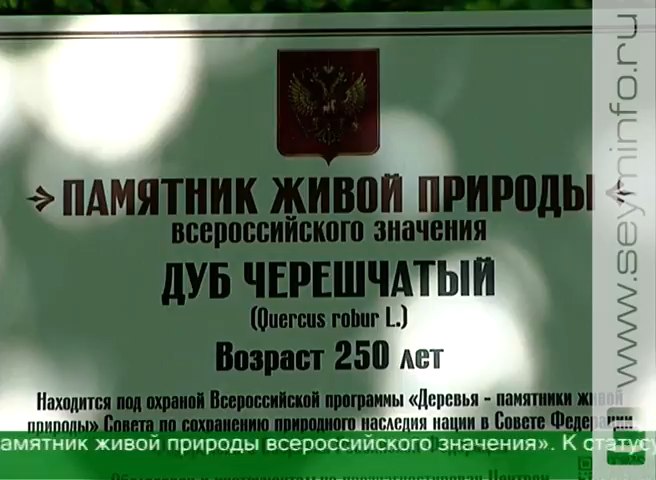 ПАМЯТНИК ЖИВОЙ ПРИРОДЫ
всероссийского значения
ДУБ ЧЕРЕШЧАТЫЙ
(Quercus robur L.)
Возраст 250 лет
Находится под охраной Всероссийской программы «Деревья - памятники живой
природы» Совета по сохранению природного наследия нации в Совете Федерации
амятник живой природы всероссийского значения». К статусу
www.seyminfo.ru